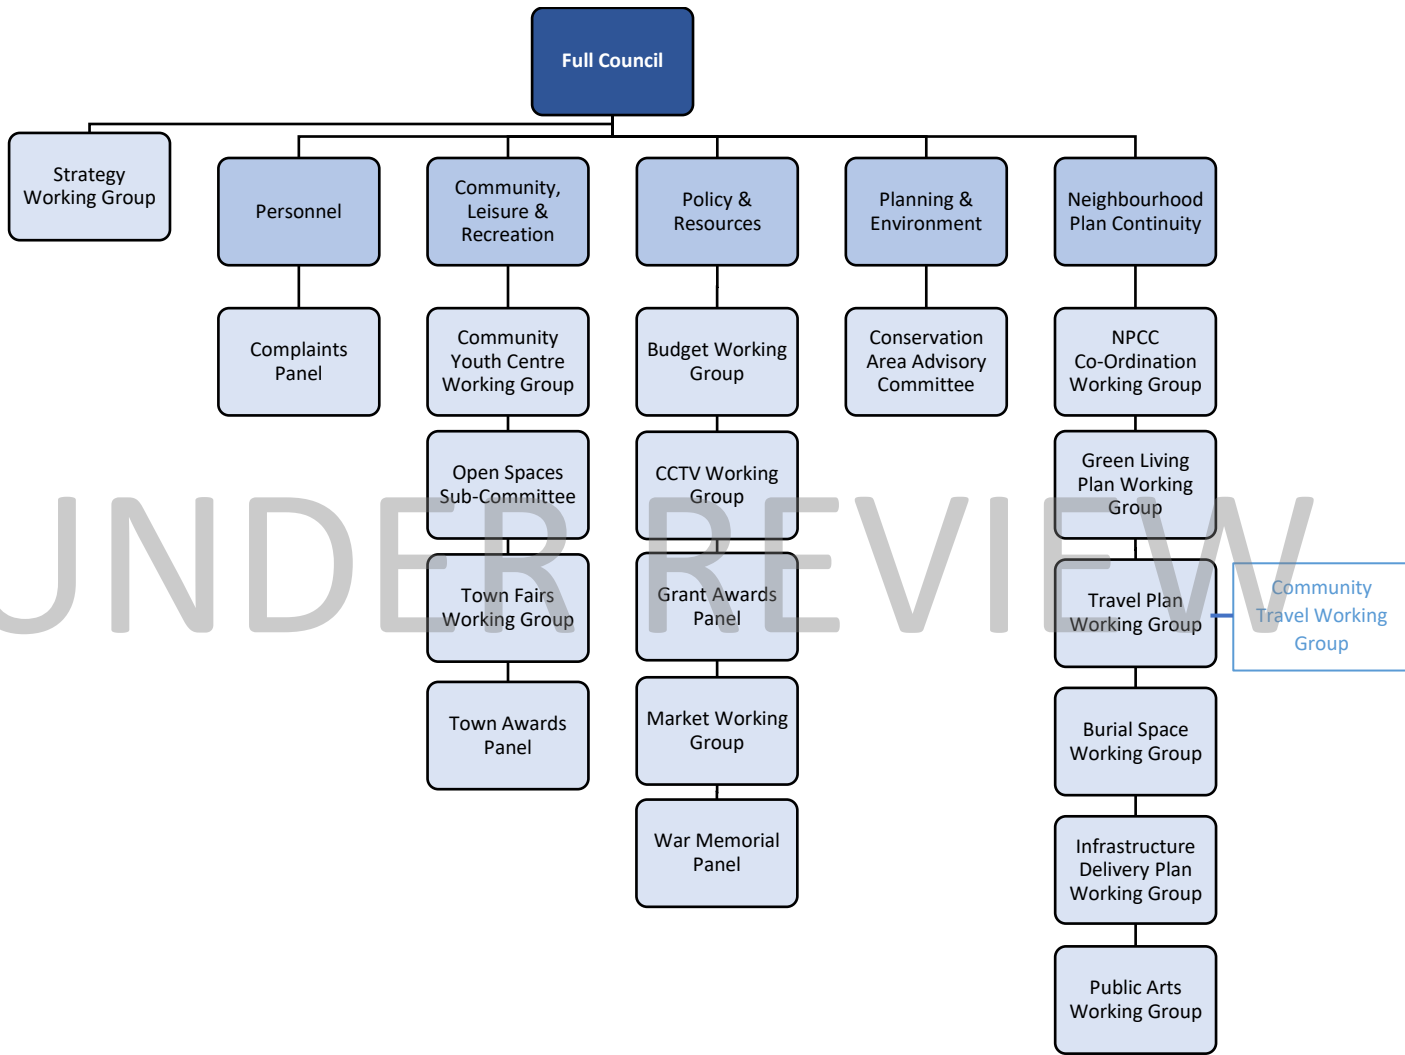 Full Council
Strategy
Working Group
Personnel
Community,
Leisure &
Recreation
Policy &
Resources
Planning &
Environment
Neighbourhood
Plan Continuity
Complaints
Panel
Community
Youth Centre
Working Group
Budget Working
Group
Conservation
Area Advisory
Committee
NPCC
Co-Ordination
Working Group
Open Spaces
Sub-Committee
CCTV Working
Group
Green Living
Plan Working
Group
UNDER REVIEW
Town Fairs
Working Group
Grant Awards
Panel
Travel Plan
Working Group
Community
Travel Working
Group
Town Awards
Panel
Market Working
Group
Burial Space
Working Group
War Memorial
Panel
Infrastructure
Delivery Plan
Working Group
Public Arts
Working Group